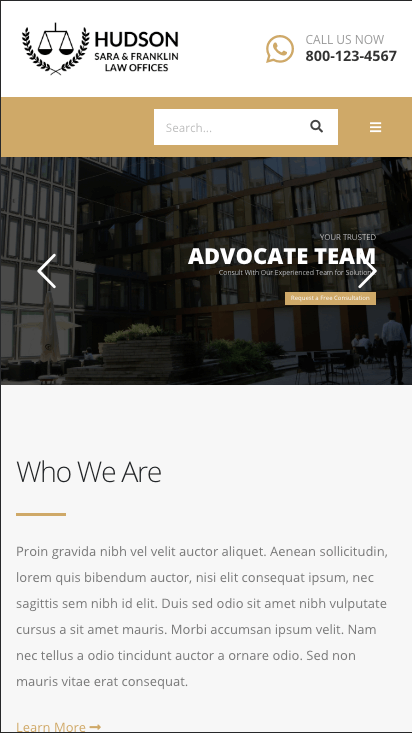 HUDSON
SARA & FRANKLIN
LAW OFFICES
CALL US NOW
800-123-4567
Search...
YOUR TRUSTED
ADVOCATE TEAM
Consult With Our Experienced Team for Solutions
Request a Free Consultation
Who We Are
Proin gravida nibh vel velit auctor aliquet. Aenean sollicitudin,
lorem quis bibendum auctor, nisi elit consequat ipsum, nec
sagittis sem nibh id elit. Duis sed odio sit amet nibh vulputate
cursus a sit amet mauris. Morbi accumsan ipsum velit. Nam
nec tellus a odio tincidunt auctor a ornare odio. Sed non
mauris vitae erat consequat.
Learn More